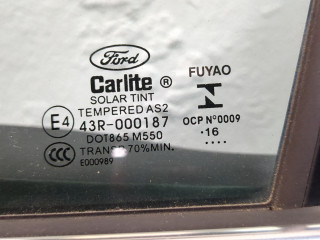 Ford
Carlite ®
SOLAR TINT
TEMPERED AS2
E4 43R-000187
DOT865 M550
CCC TRANSP 70%MIN.
E000989
FUYAO
OCP Nº0009
·16
....